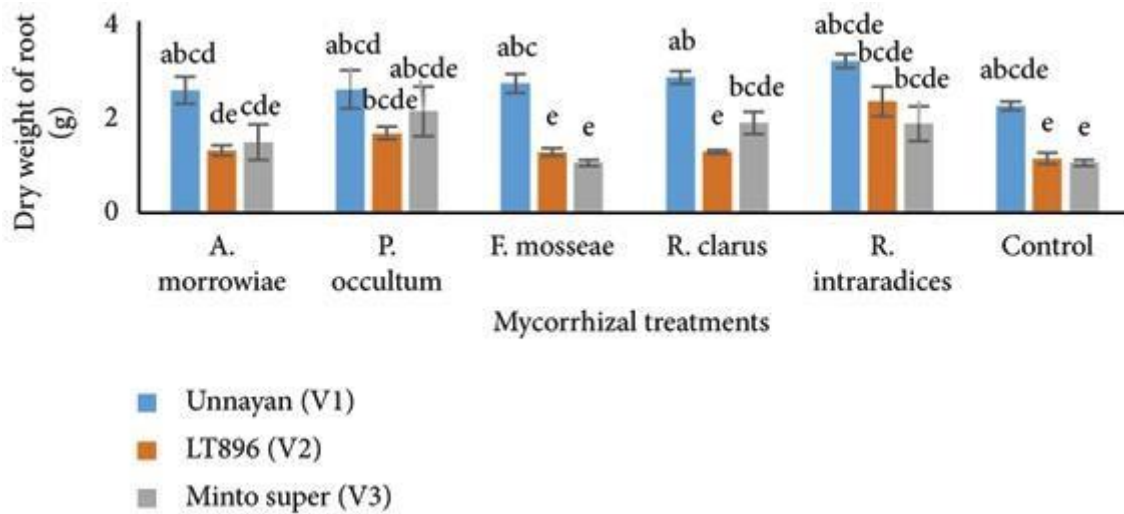 Dry weight of root
(g)
4
2
0
abcd
de
cde
abcd
bcde
abcde
abc
e
e
ab
e
bcde
abcde
bcde
bcde
abcde
e
e
A.
morrowiae
P.
occultum
F. mosseae
R. clarus
R.
intraradices
Control
Mycorrhizal treatments
Unnayan (V1)
LT896 (V2)
Minto super (V3)